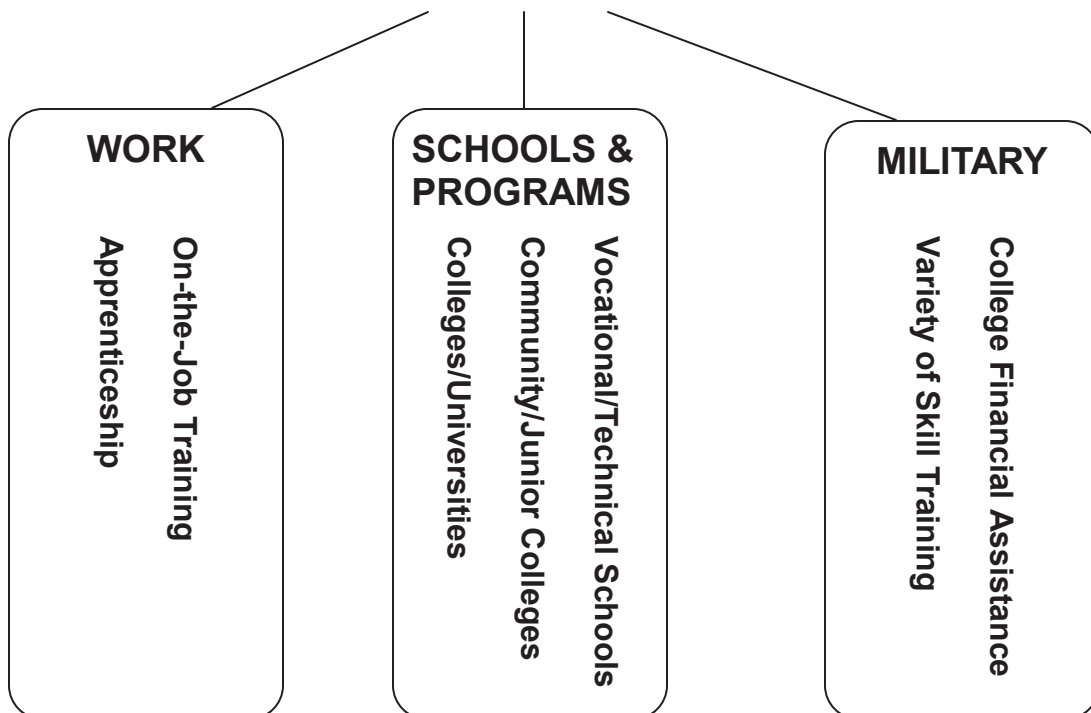 WORK
On-the-Job Training
Apprenticeship
SCHOOLS &
PROGRAMS
Vocational/Technical Schools
Community/Junior Colleges
Colleges/Universities
MILITARY
College Financial Assistance
Variety of Skill Training